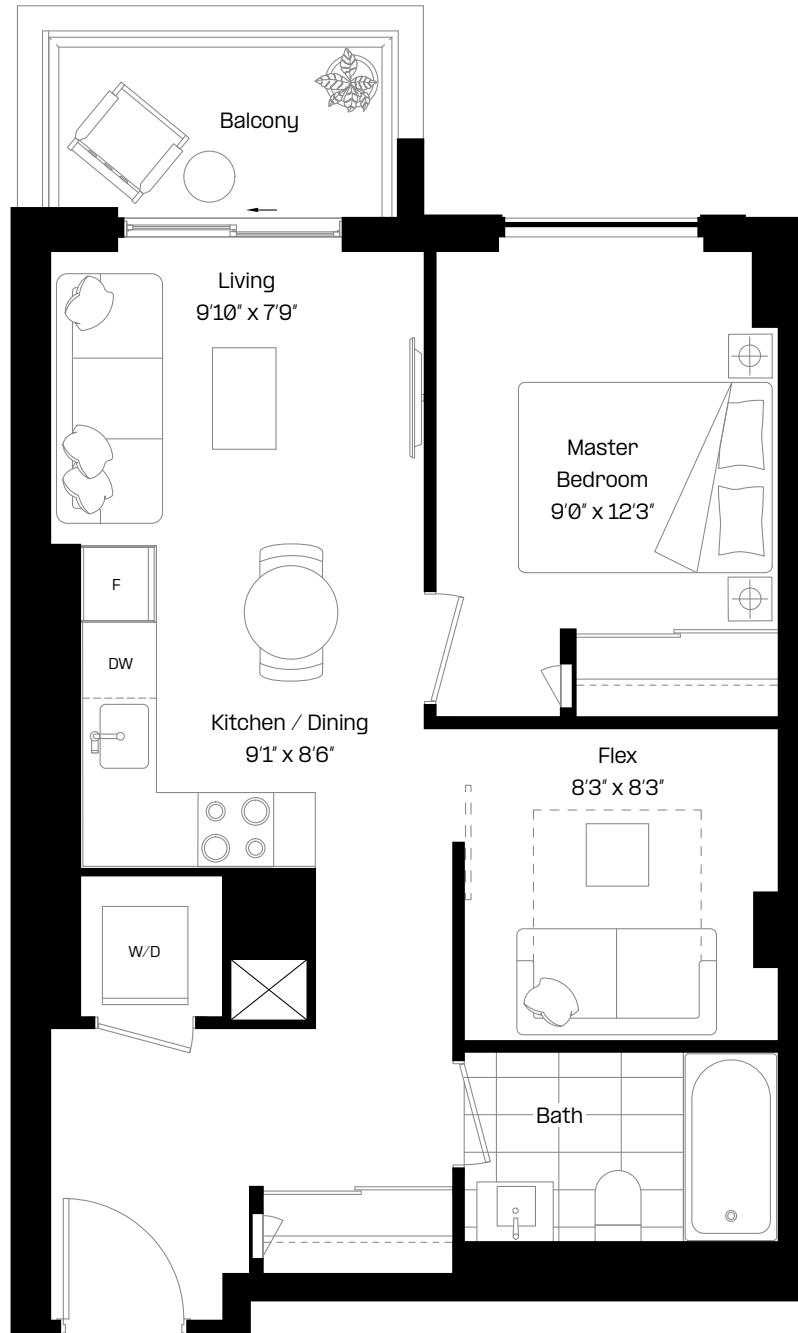 Balcony
Living
9'10" x 7'9"
Master
Bedroom
9'0" x 12'3"
F
DW
Kitchen / Dining
9'1" x 8'6"
Flex
8'3" x 8'3"
W/D
Bath